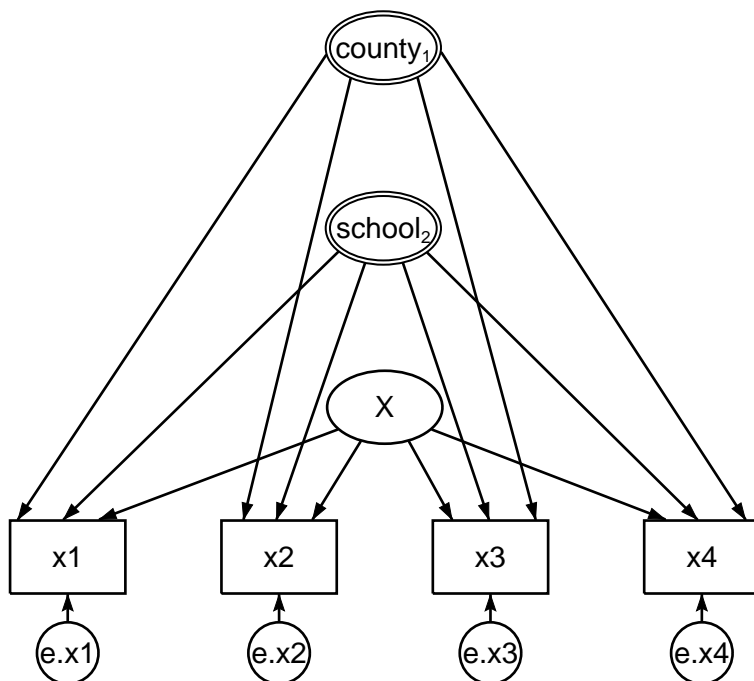 county₁
school₂
X
x1 x2 x3 x4
e.x1 e.x2 e.x3 e.x4